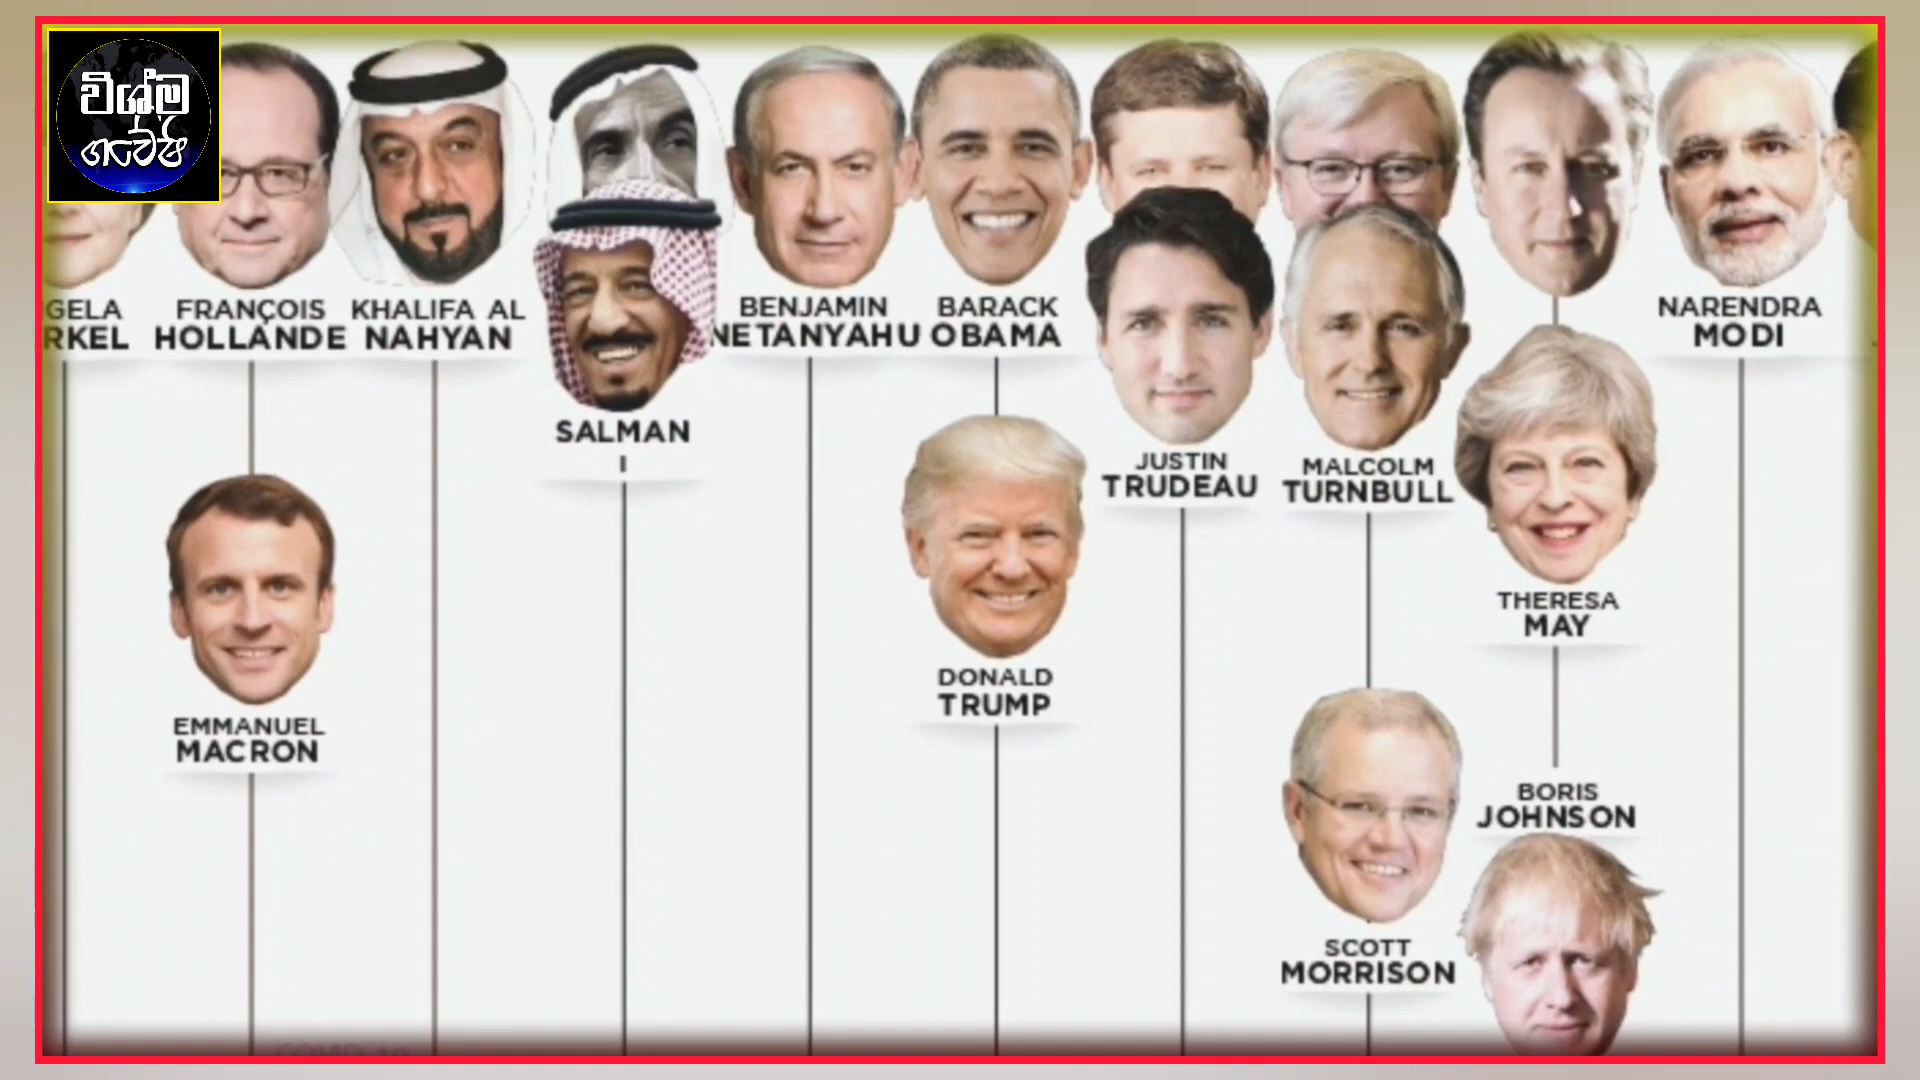 විශ්ම
ගවේෂී
GELA
RKEL
FRANÇOIS
HOLLANDE
KHALIFA AL
NAHYAN
SALMAN
BENJAMIN
NETANYAHU
BARACK
OBAMA
NARENDRA
MODI
JUSTIN
TRUDEAU
MALCOLM
TURNBULL
THERESA
MAY
DONALD
TRUMP
EMMANUEL
MACRON
BORIS
JOHNSON
SCOTT
MORRISON